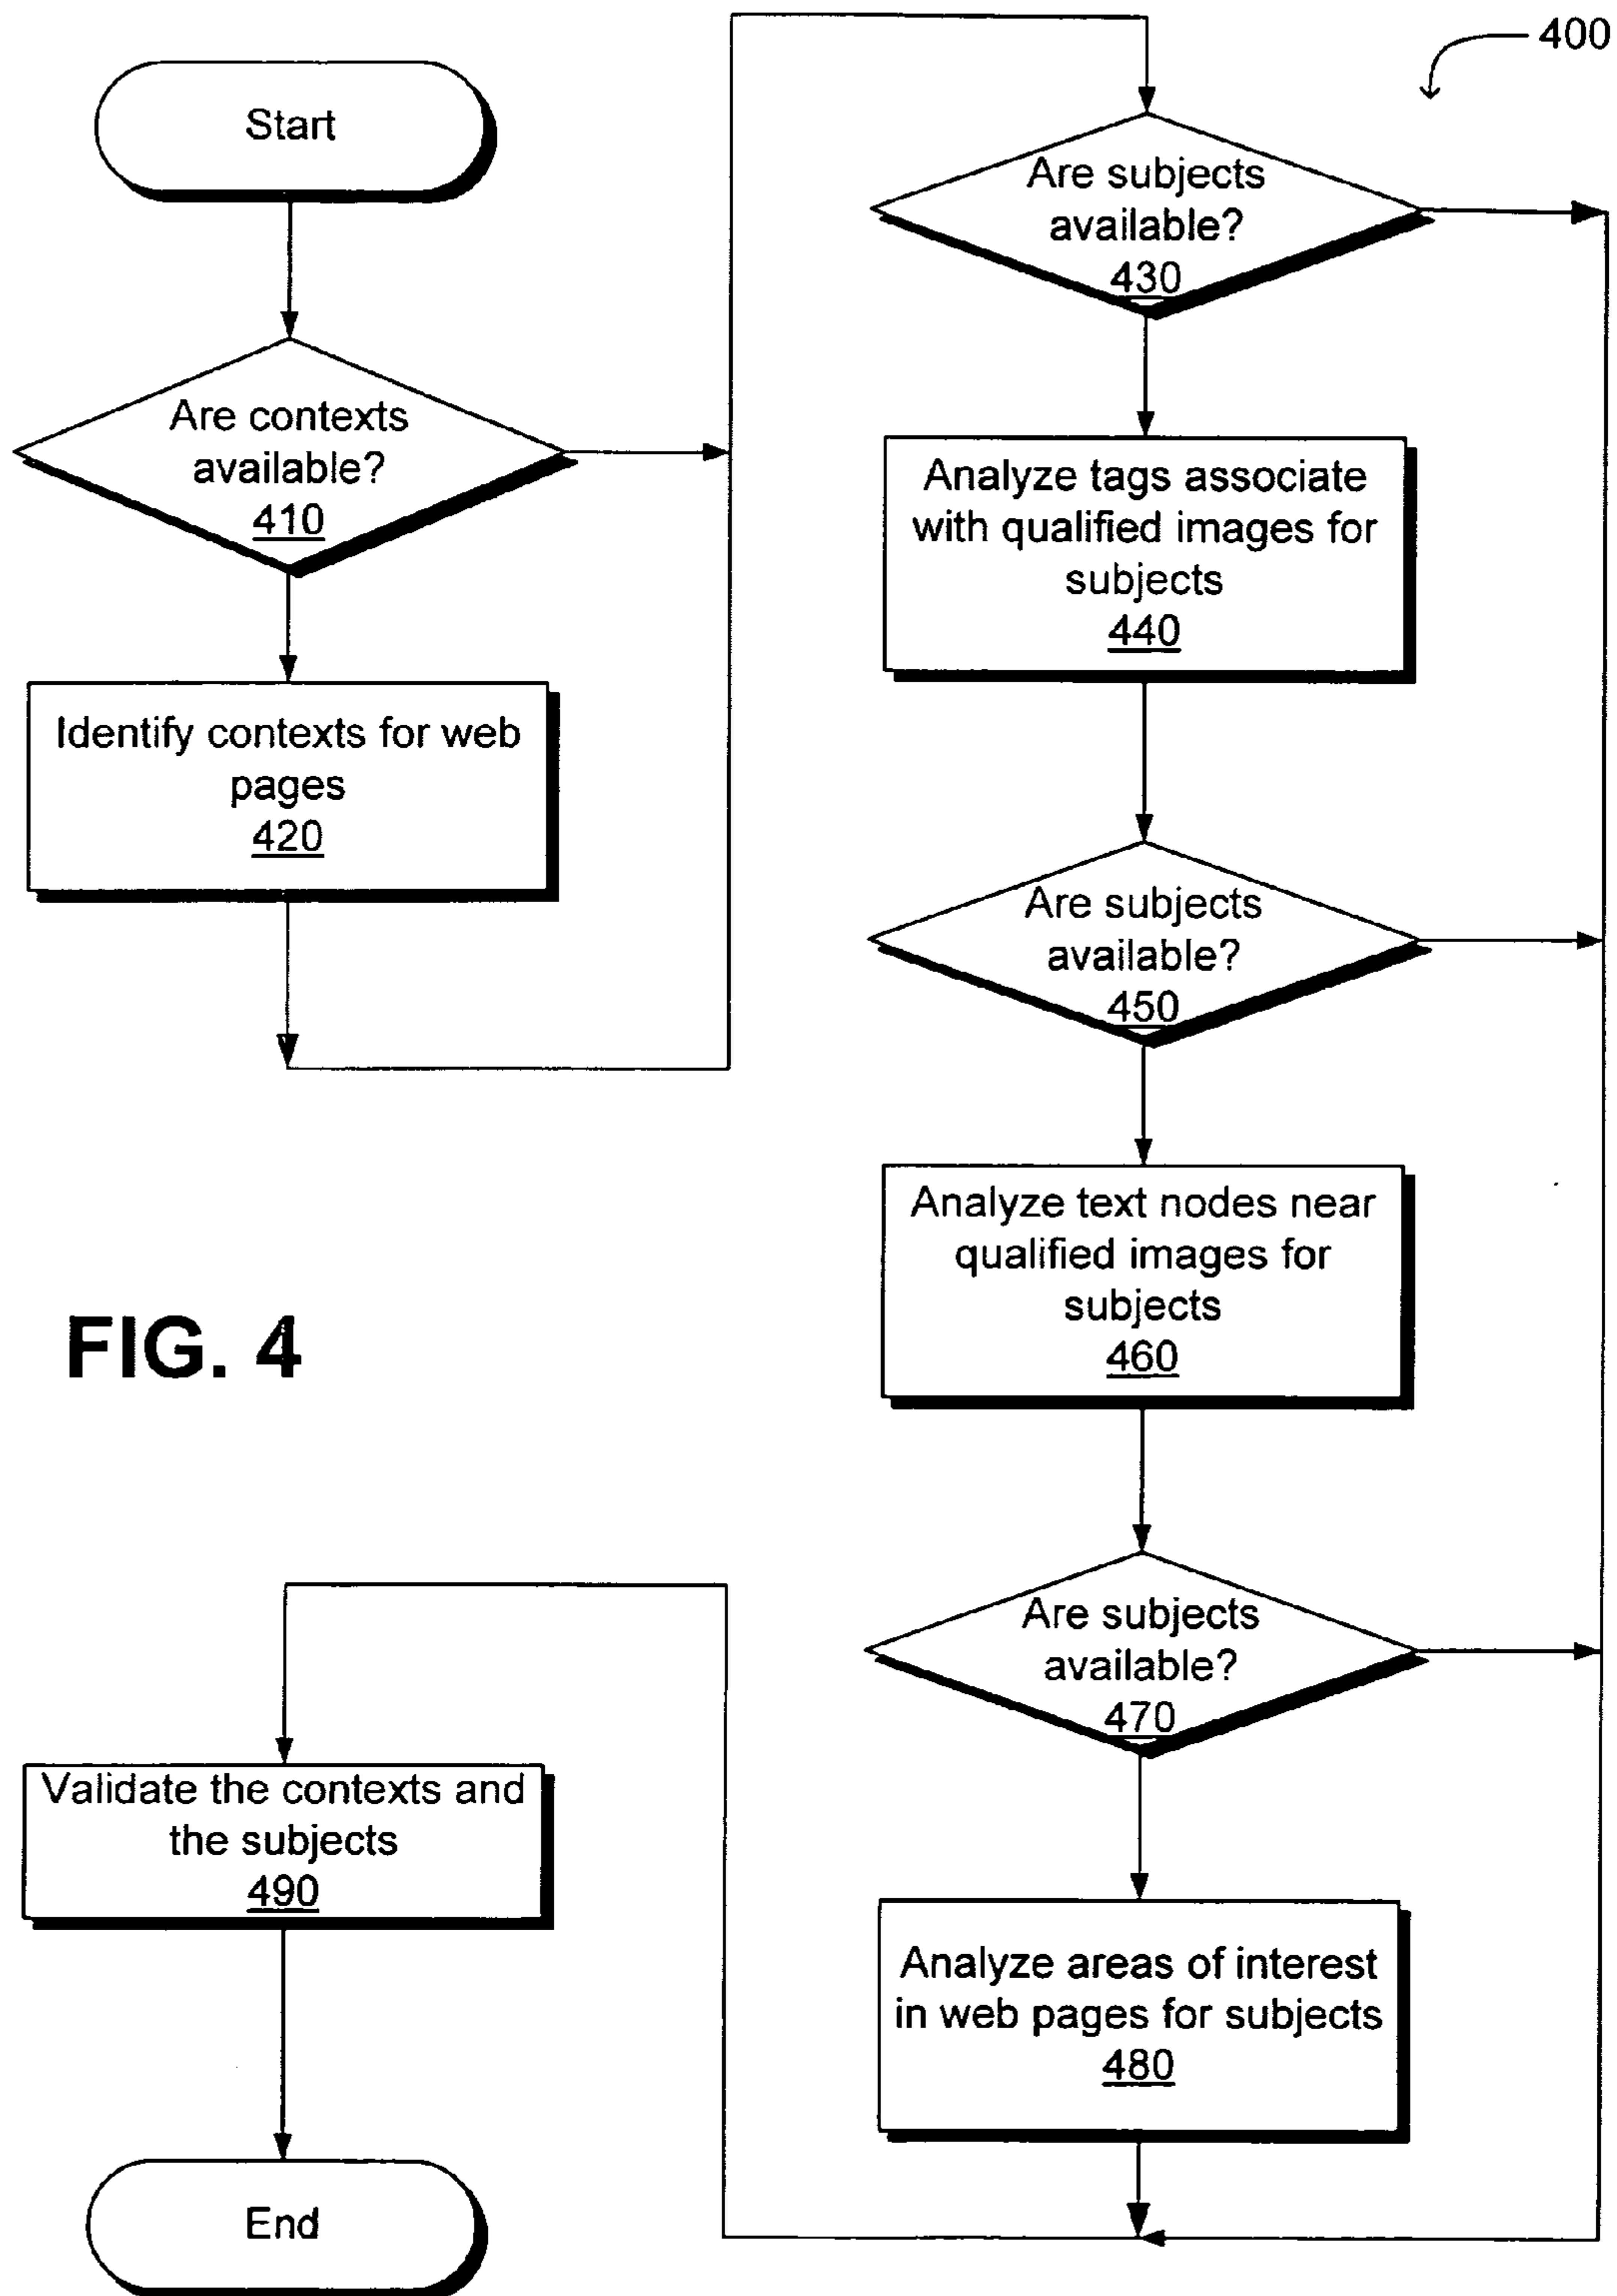 Start
Are contexts
available?
410
Identify contexts for web
pages
420
400
Are subjects
available?
430
Analyze tags associate
with qualified images for
subjects
440
Are subjects
available?
450
Analyze text nodes near
qualified images for
subjects
460
Are subjects
available?
470
Analyze areas of interest
in web pages for subjects
480
FIG. 4
Validate the contexts and
the subjects
490
End